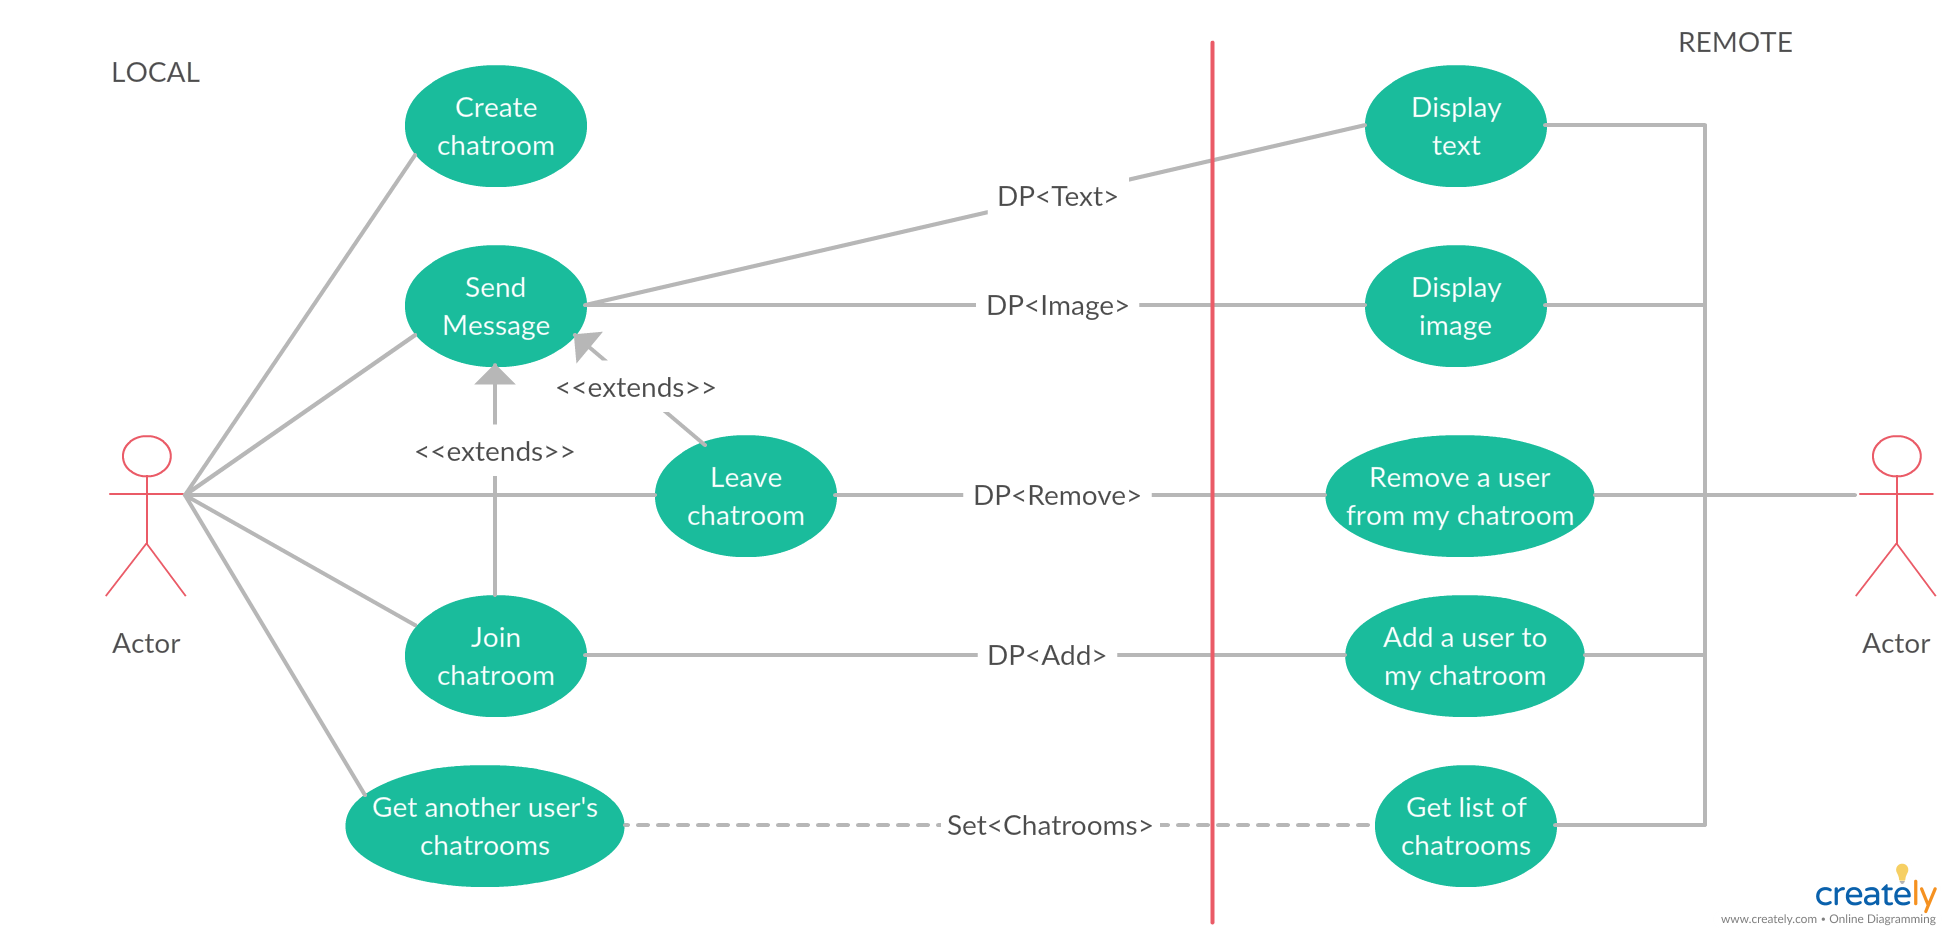 LOCAL
REMOTE
Create
chatroom
Display
text
DP<Text>
Send
Message
DP<Image>
Display
image
<<extends>>
<<extends>>
Leave
chatroom
DP<Remove>
Remove a user
from my chatroom
Actor
Join
chatroom
DP<Add>
Add a user to
my chatroom
Actor
Get another user's
chatrooms
Set<Chatrooms>
Get list of
chatrooms
creately
www.creately.com • Online Diagramming